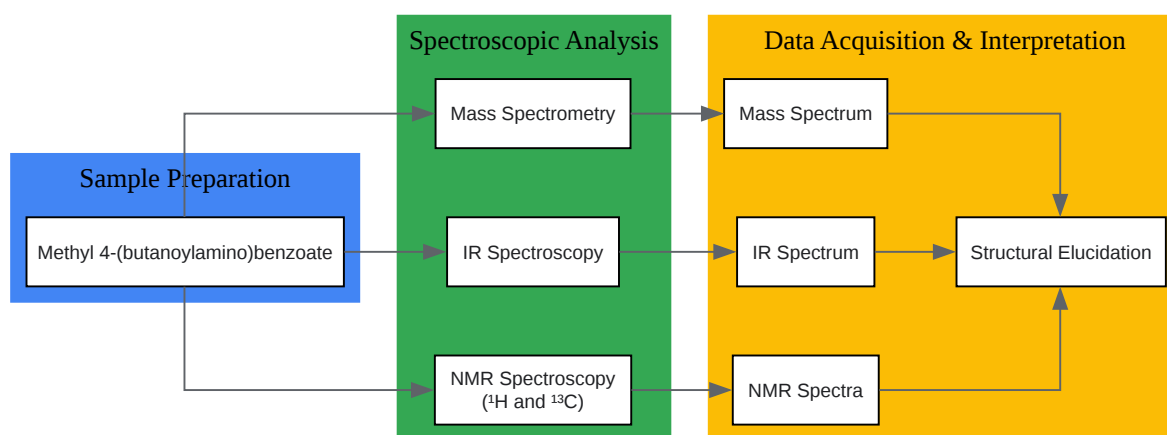 Sample Preparation
Methyl 4-(butanoylamino)benzoate
Spectroscopic Analysis
Mass Spectrometry
IR Spectroscopy
NMR Spectroscopy
(¹H and ¹³C)
Data Acquisition & Interpretation
Mass Spectrum
IR Spectrum
NMR Spectra
Structural Elucidation